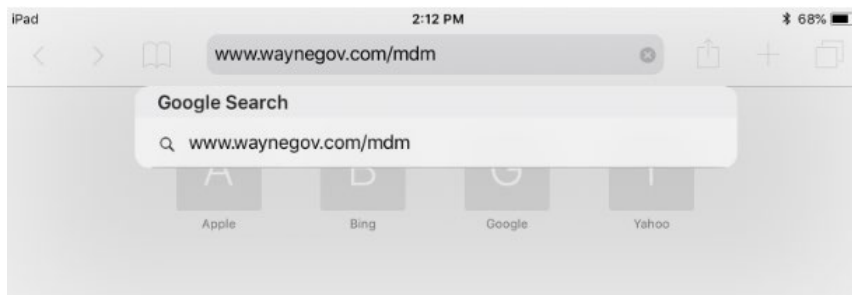 iPad 2:12 PM 68%
www.waynegov.com/mdm
Google Search
www.waynegov.com/mdm
A B G Y
Apple Bing Google Yahoo